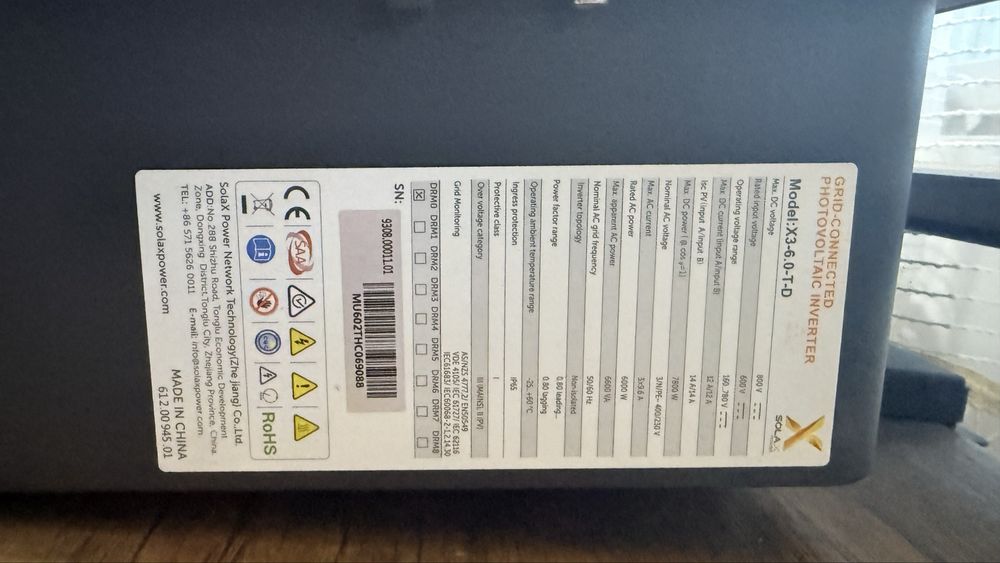 GRID-CONNECTED
PHOTOVOLTAIC INVERTER
SOLAX
Model:X3-6.0-T-D
Max. DC voltage 800 V
Rated input voltage 600 V
Operating voltage range 160...780 V
Max. DC current (input A/input B) 12 A/12 A
Isc PV (input A/input B) 14 A/14 A
Max. DC power ( @ cos φ=1) 7800 W
Nominal AC voltage 3/N/PE~ 400/230 V
Max. AC current 3x9.6 A
Rated AC power 6000 W
Max. apparent AC power 6600 VA
Nominal AC grid frequency 50/60 Hz
Inverter topology Non isolated
Power factor range 0.80 leading...
0.80 lagging
Operating ambient temperature range -25...+60 °C
Ingress protection IP65
Protective class I
Over voltage category III (MAINS), II (PV)
Grid Monitoring AS/NZS 4777.2/ EN50549
VDE 4105/ IEC 61727/ IEC 62116
IEC61683/ IEC60068-2-1,2,14,30
DRM0 DRM1 DRM2 DRM3 DRM4 DRM5 DRM6 DRM7 DRM8
SN:
9308.00011.01
MU602THC069088
CE
SAA
RoHS
SolaX Power Network Technology(Zhe jiang) Co.,Ltd.
ADD:No.288 Shizhu Road, Tonglu Economic Development
Zone, Dongxing District,Tonglu City, Zhejiang Province, China.
TEL: +86 571 5626 0011 E-mail: info@solaxpower.com
www.solaxpower.com
MADE IN CHINA
612.00945.01